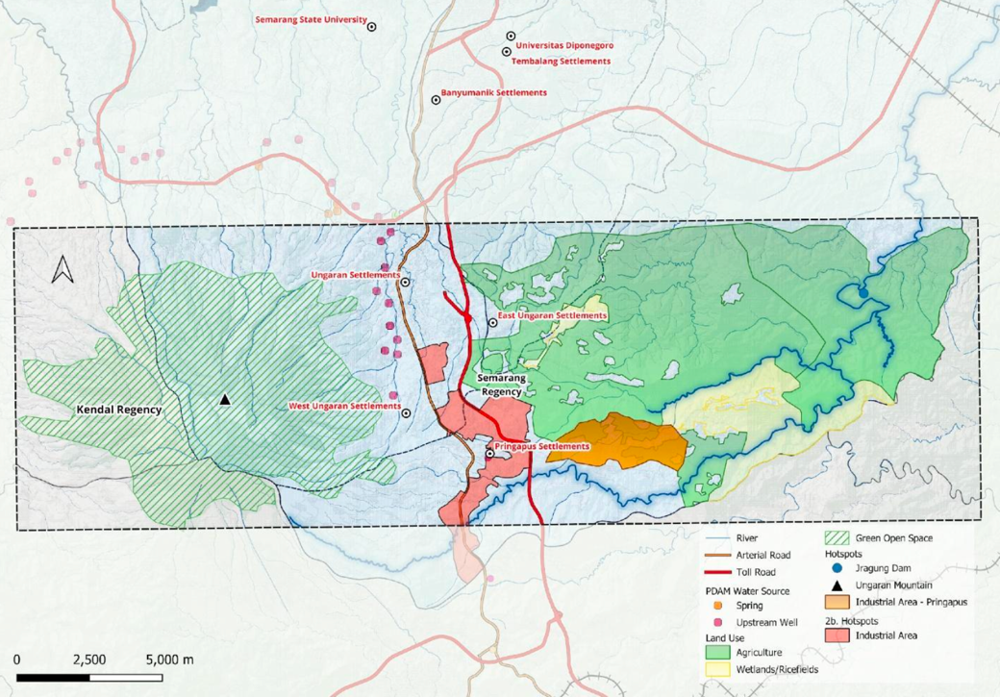 Semarang State University
Universitas Diponegoro
Tembalang Settlements
Banyumanik Settlements
Ungaran Settlements
East Ungaran Settlements
Semarang
Regency
Kendal Regency
West Ungaran Settlements
Pringapus Settlements
River
Arterial Road
Toll Road
PDAM Water Source
Spring
Upstream Well
Land Use
Agriculture
Wetlands/Ricefields
Green Open Space
Hotspots
Jragung Dam
Ungaran Mountain
Industrial Area - Pringapus
2b. Hotspots
Industrial Area
0 2,500 5,000 m